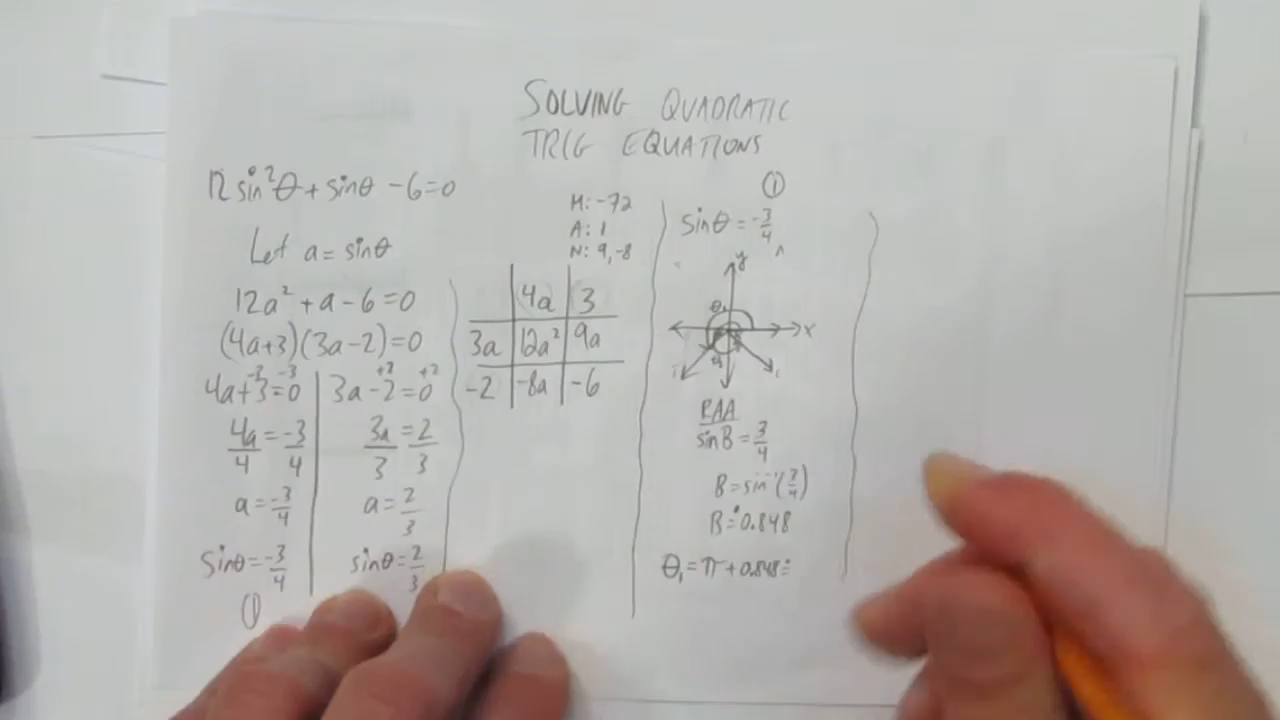 SOLVING QUADRATIC
TRIG EQUATIONS
12 sin²θ + sinθ - 6 = 0
Let a = sinθ
12a² + a - 6 = 0
(4a+3)(3a-2) = 0
4a + 3 = 0
-3 -3
4a/4 = -3/4
a = -3/4
sinθ = -3/4
①
3a - 2 = 0
+2 +2
3a/3 = 2/3
a = 2/3
sinθ = 2/3
M: -72
A: 1
N: 9, -8
4a 3
3a 12a² 9a
-2 -8a -6
①
sinθ = -3/4
y
θ₁
x
RAA
sinB = 3/4
B = sin⁻¹(3/4)
B ≐ 0.848
θ₁ = π + 0.848